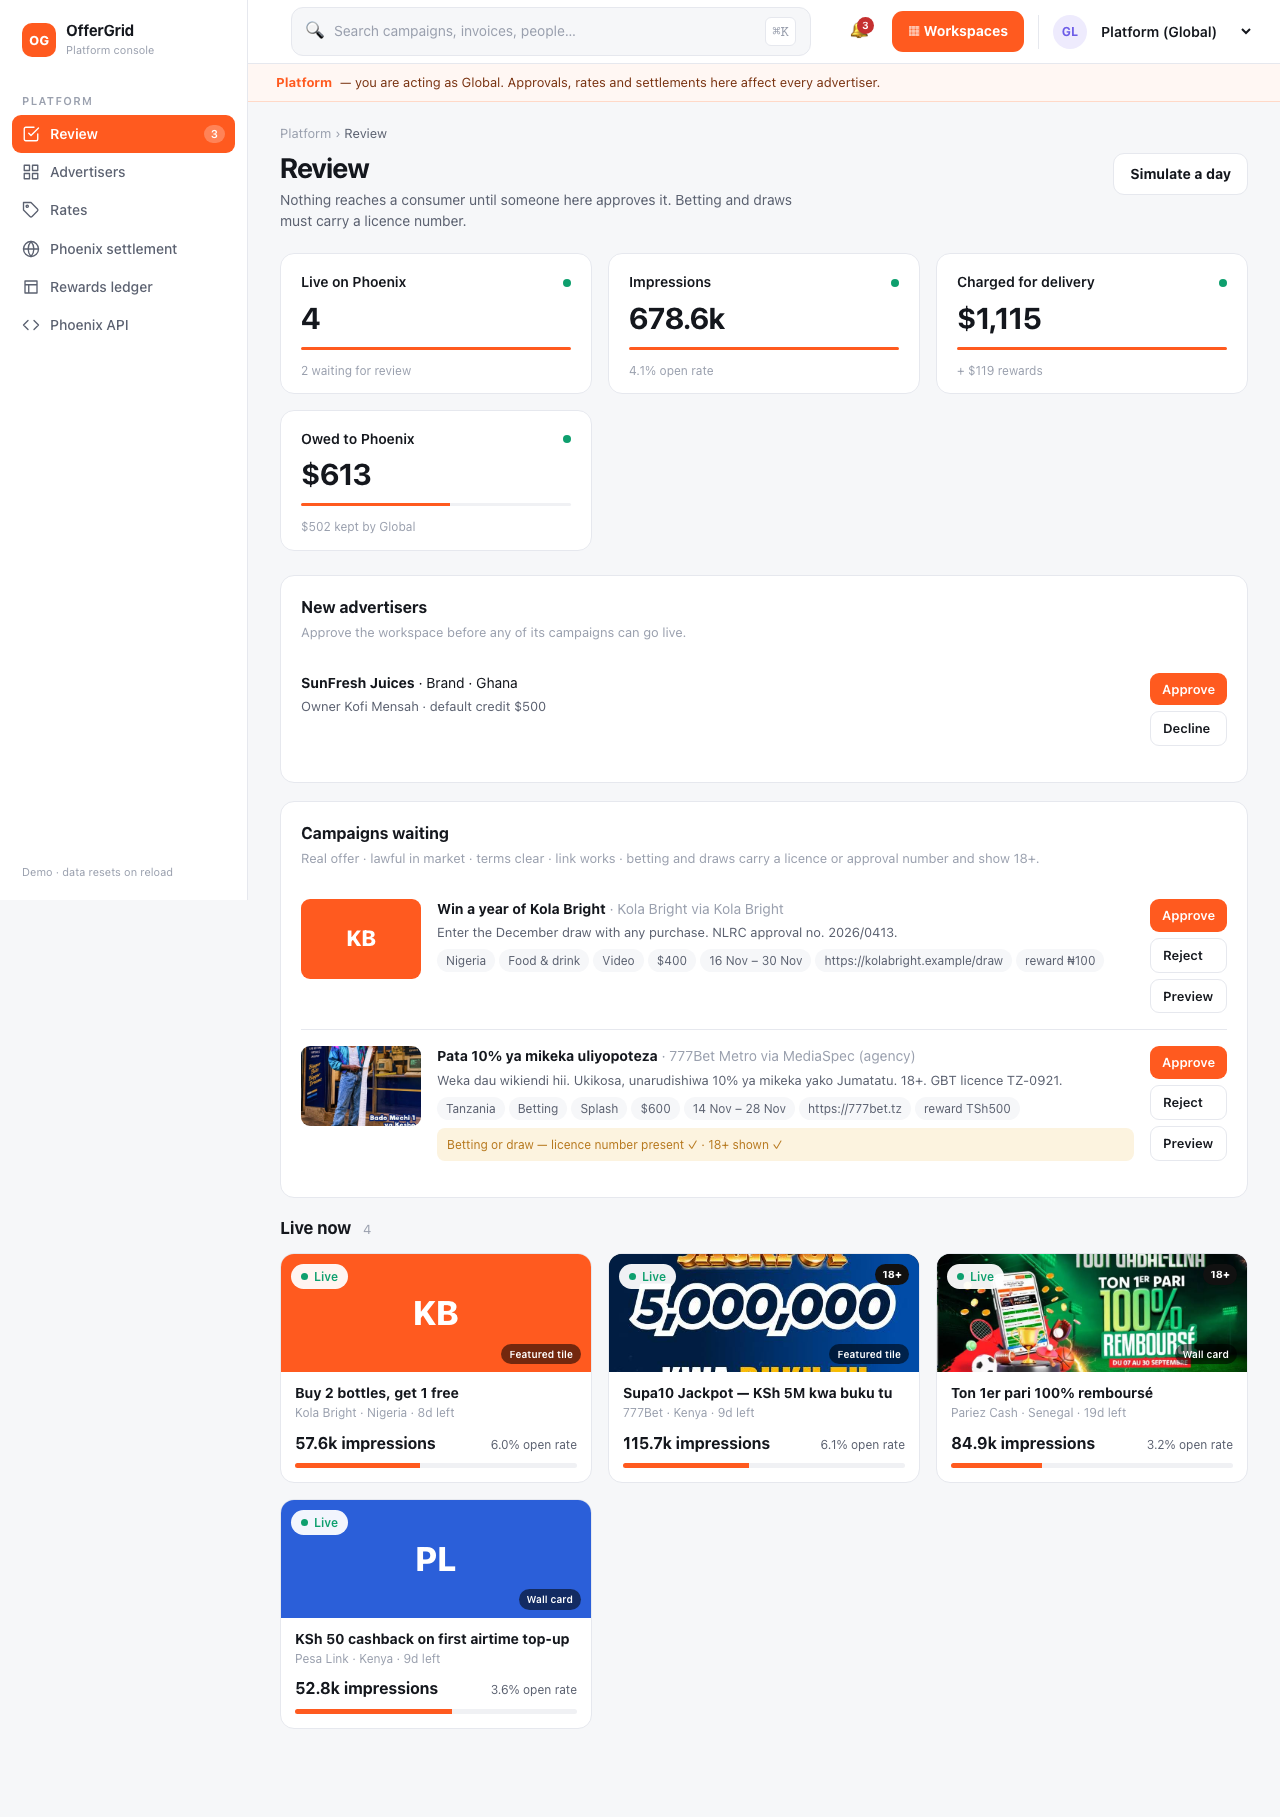 OG
OfferGrid
Platform console
Search campaigns, invoices, people…
⌘K
3
Workspaces
GL
Platform (Global)
Platform — you are acting as Global. Approvals, rates and settlements here affect every advertiser.
PLATFORM
Review
3
Advertisers
Rates
Phoenix settlement
Rewards ledger
Phoenix API
Demo · data resets on reload
Platform › Review
Review
Nothing reaches a consumer until someone here approves it. Betting and draws
must carry a licence number.
Simulate a day
Live on Phoenix
4
2 waiting for review
Impressions
678.6k
4.1% open rate
Charged for delivery
$1,115
+ $119 rewards
Owed to Phoenix
$613
$502 kept by Global
New advertisers
Approve the workspace before any of its campaigns can go live.
SunFresh Juices · Brand · Ghana
Owner Kofi Mensah · default credit $500
Approve
Decline
Campaigns waiting
Real offer · lawful in market · terms clear · link works · betting and draws carry a licence or approval number and show 18+.
KB
Win a year of Kola Bright · Kola Bright via Kola Bright
Enter the December draw with any purchase. NLRC approval no. 2026/0413.
Nigeria
Food & drink
Video
$400
16 Nov – 30 Nov
https://kolabright.example/draw
reward ₦100
Approve
Reject
Preview
Pata 10% ya mikeka uliyopoteza · 777Bet Metro via MediaSpec (agency)
Weka dau wikiendi hii. Ukikosa, unarudishiwa 10% ya mikeka yako Jumatatu. 18+. GBT licence TZ-0921.
Tanzania
Betting
Splash
$600
14 Nov – 28 Nov
https://777bet.tz
reward TSh500
Betting or draw — licence number present ✓ · 18+ shown ✓
Approve
Reject
Preview
Live now 4
Live
KB
Featured tile
Buy 2 bottles, get 1 free
Kola Bright · Nigeria · 8d left
57.6k impressions
6.0% open rate
Live
18+
JACKPOT
5,000,000
KWA BUKU TU
Featured tile
Supa10 Jackpot — KSh 5M kwa buku tu
777Bet · Kenya · 9d left
115.7k impressions
6.1% open rate
Live
18+
TON 1ER PARI
100%
REMBOURSÉ
DU 07 AU 30 SEPTEMBRE
Wall card
Ton 1er pari 100% remboursé
Pariez Cash · Senegal · 19d left
84.9k impressions
3.2% open rate
Live
PL
Wall card
KSh 50 cashback on first airtime top-up
Pesa Link · Kenya · 9d left
52.8k impressions
3.6% open rate